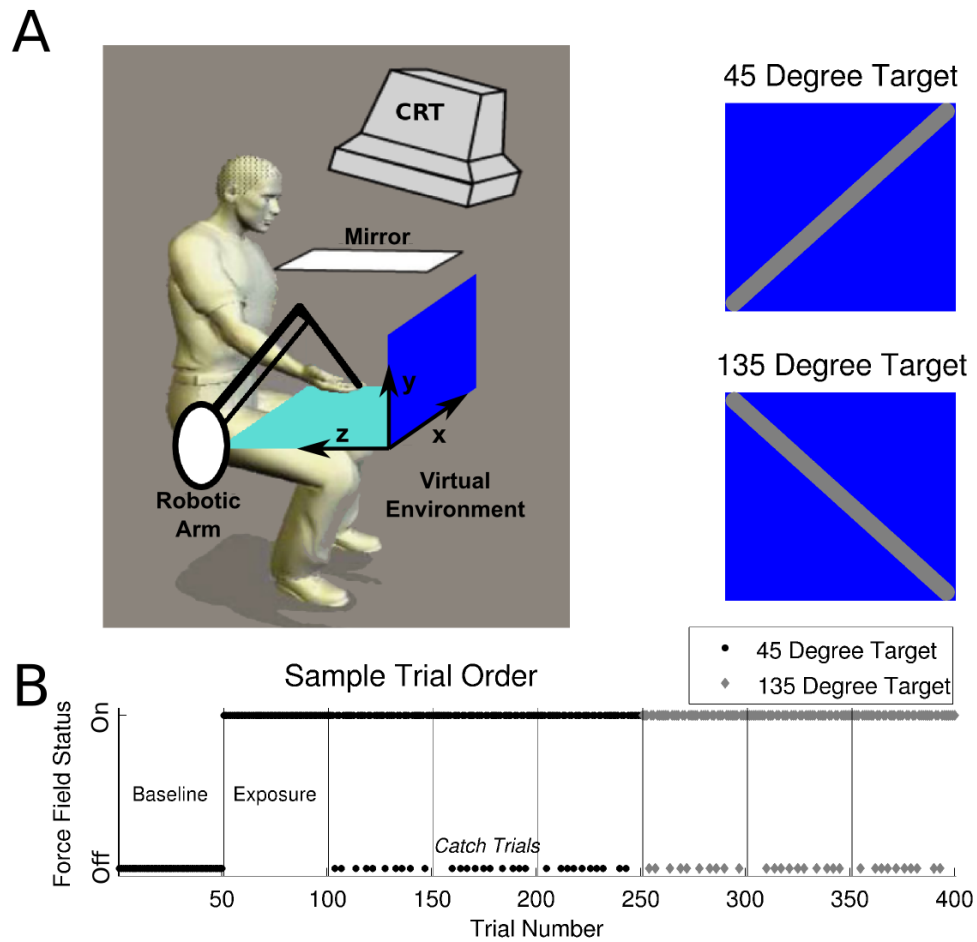 A
CRT
Mirror
y
z
x
Robotic
Arm
Virtual
Environment
45 Degree Target
135 Degree Target
B
Sample Trial Order
45 Degree Target
135 Degree Target
Force Field Status
On
Off
Baseline
Exposure
Catch Trials
0 50 100 150 200 250 300 350 400
Trial Number